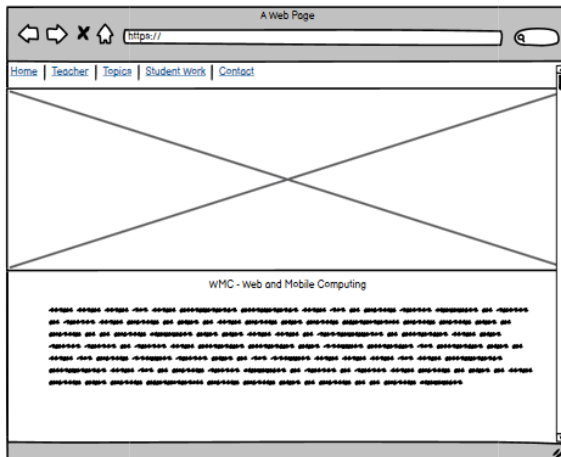 A Web Page
https://
Home | Teacher | Topics | Student Work | Contact
WMC - Web and Mobile Computing